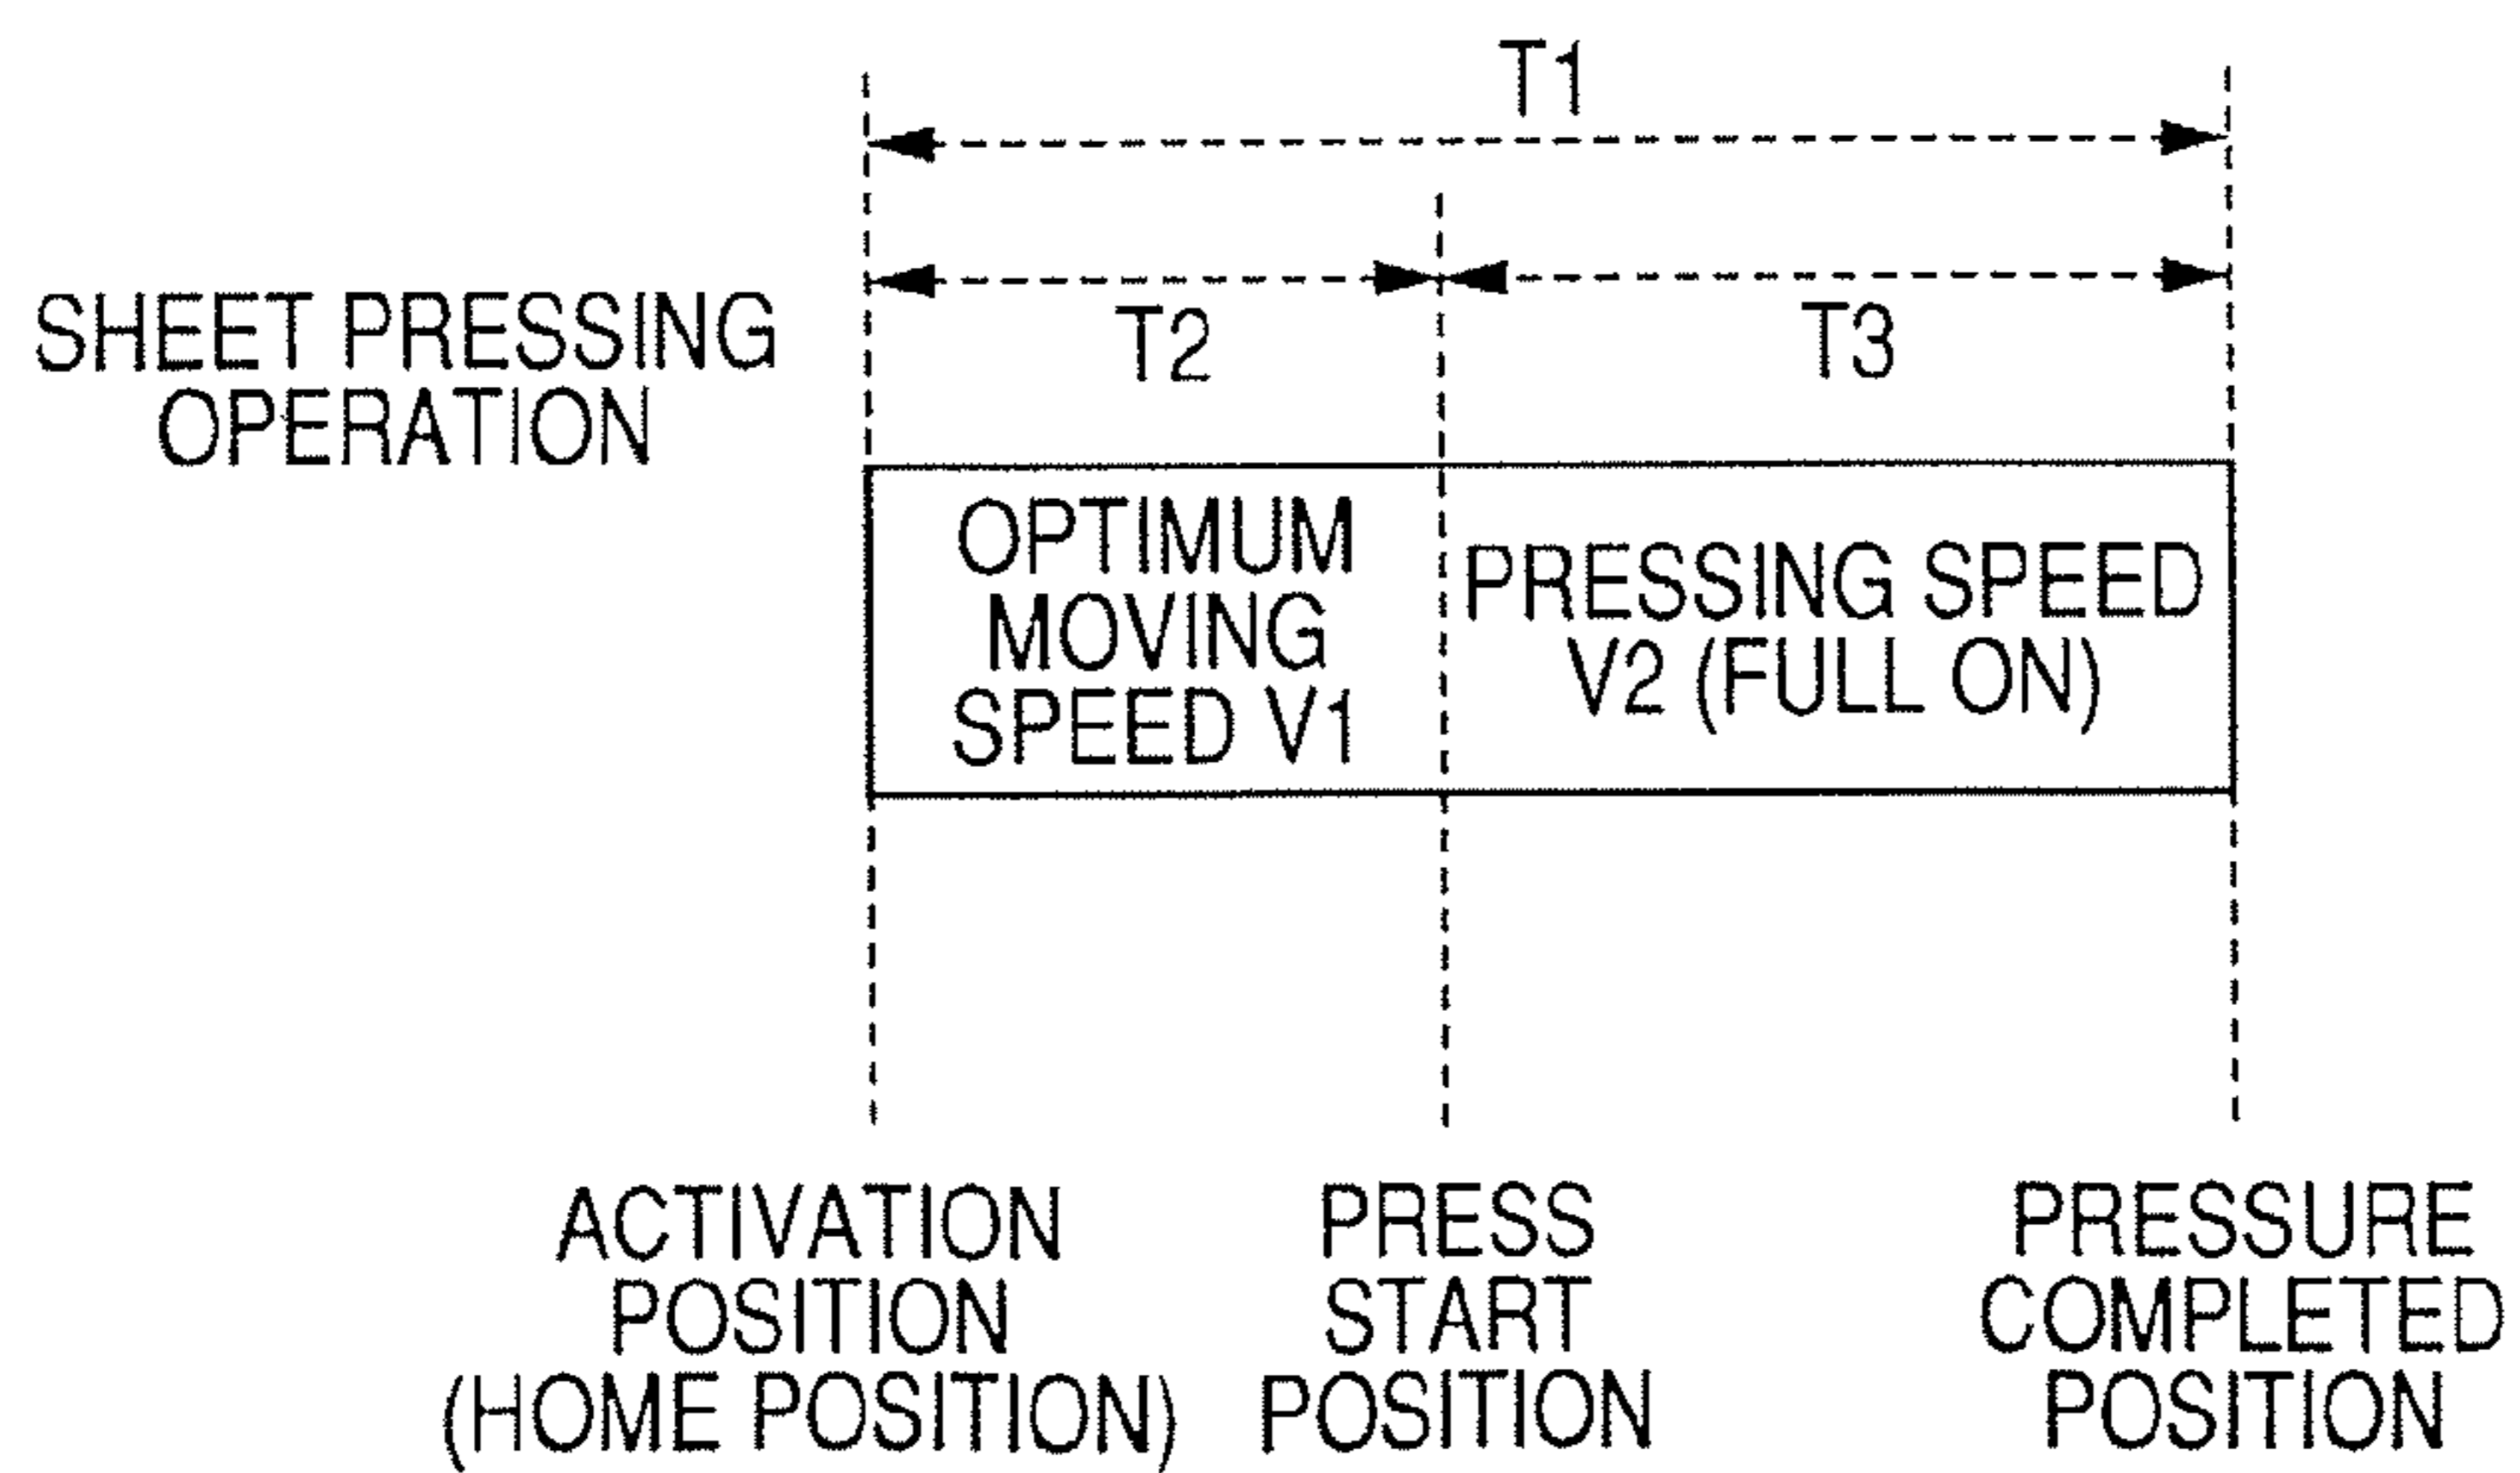 T1
SHEET PRESSING
OPERATION
T2
T3
OPTIMUM
MOVING
SPEED V1
PRESSING SPEED
V2 (FULL ON)
ACTIVATION
POSITION
(HOME POSITION)
PRESS
START
POSITION
PRESSURE
COMPLETED
POSITION